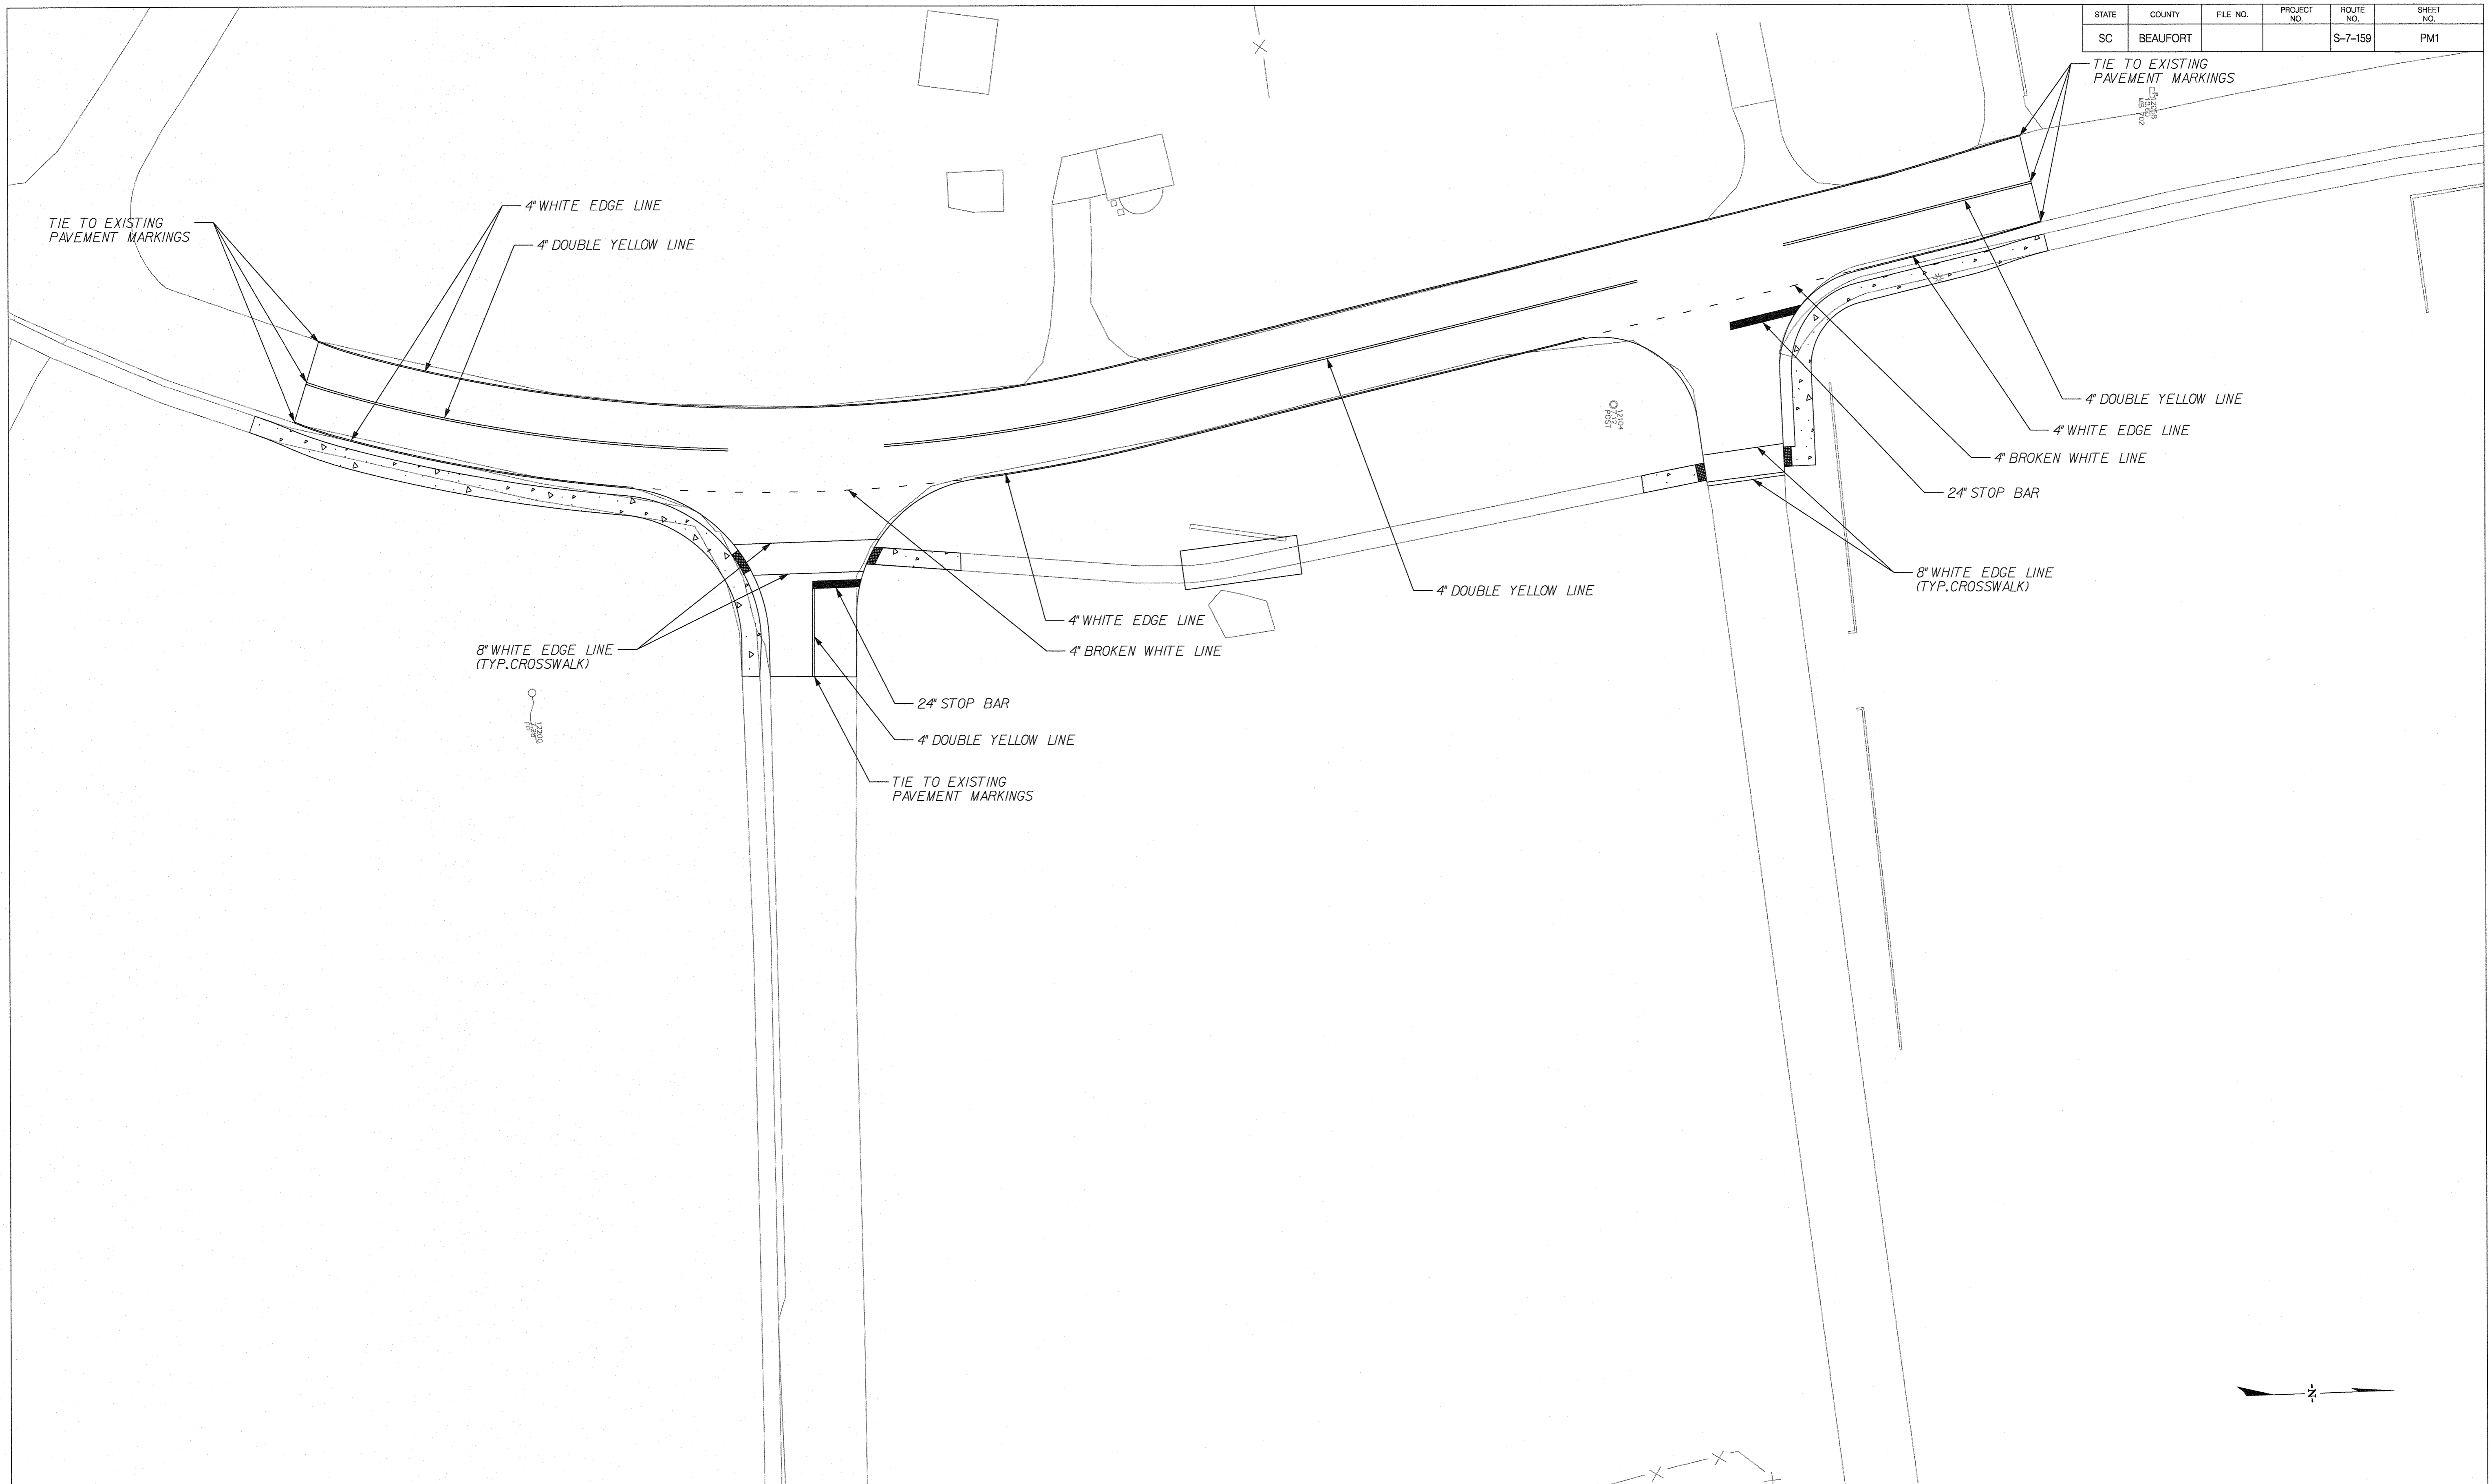 STATE COUNTY FILE NO. PROJECT NO. ROUTE NO. SHEET NO.
SC BEAUFORT S-7-159 PM1
TIE TO EXISTING
PAVEMENT MARKINGS
4" WHITE EDGE LINE
TIE TO EXISTING
PAVEMENT MARKINGS
4" DOUBLE YELLOW LINE
4" DOUBLE YELLOW LINE
4" WHITE EDGE LINE
4" BROKEN WHITE LINE
24" STOP BAR
12104
POST
8" WHITE EDGE LINE
(TYP.CROSSWALK)
4" DOUBLE YELLOW LINE
4" WHITE EDGE LINE
4" BROKEN WHITE LINE
8" WHITE EDGE LINE
(TYP.CROSSWALK)
24" STOP BAR
12200
4" DOUBLE YELLOW LINE
TIE TO EXISTING
PAVEMENT MARKINGS
N